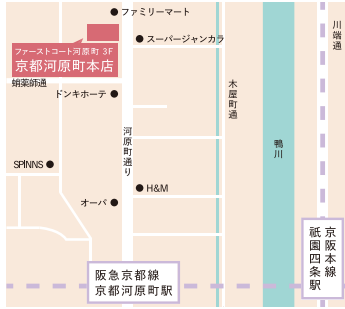 ファミリーマート
スーパージャンカラ
ファーストコート河原町 3F
京都河原町本店
蛸薬師通
ドンキホーテ
河原町通り
木屋町通
川端通
鴨川
SPINNS
H&M
オーパ
阪急京都線
京都河原町駅
京阪本線
祇園四条駅